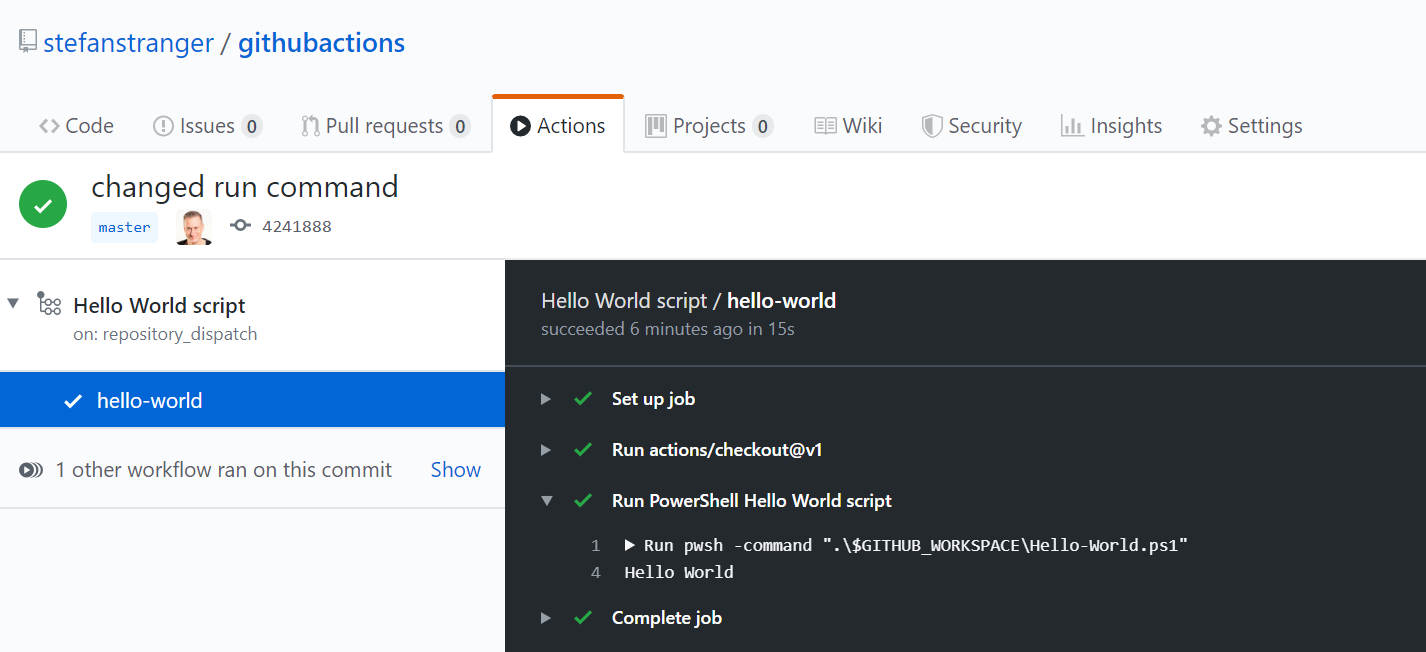 stefanstranger / githubactions
Code Issues 0 Pull requests 0 Actions Projects 0 Wiki Security Insights Settings
changed run command
master 4241888
Hello World script
on: repository_dispatch
hello-world
1 other workflow ran on this commit Show
Hello World script / hello-world
succeeded 6 minutes ago in 15s
Set up job
Run actions/checkout@v1
Run PowerShell Hello World script
1 Run pwsh -command ".\$GITHUB_WORKSPACE\Hello-World.ps1"
4 Hello World
Complete job